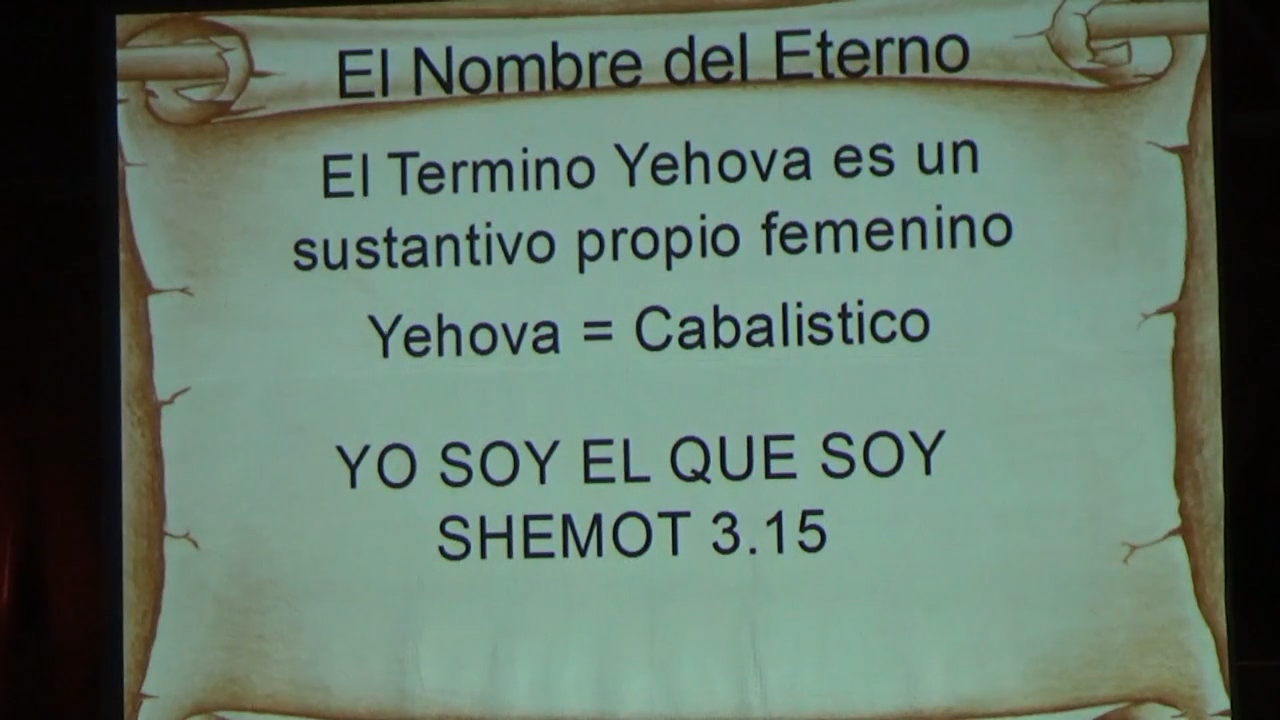 El Nombre del Eterno
El Termino Yehova es un
sustantivo propio femenino
Yehova = Cabalistico
YO SOY EL QUE SOY
SHEMOT 3.15